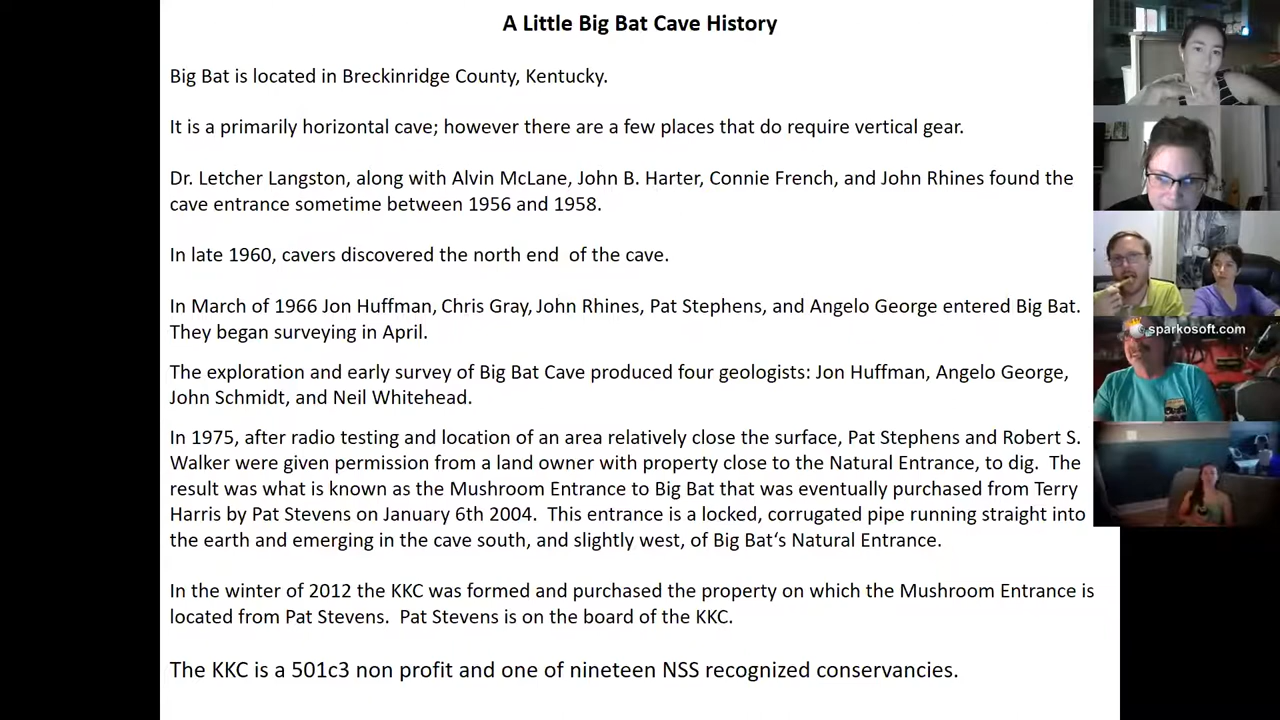 A Little Big Bat Cave History
Big Bat is located in Breckinridge County, Kentucky.
It is a primarily horizontal cave; however there are a few places that do require vertical gear.
Dr. Letcher Langston, along with Alvin McLane, John B. Harter, Connie French, and John Rhines found the
cave entrance sometime between 1956 and 1958.
In late 1960, cavers discovered the north end  of the cave.
In March of 1966 Jon Huffman, Chris Gray, John Rhines, Pat Stephens, and Angelo George entered Big Bat.
They began surveying in April.
The exploration and early survey of Big Bat Cave produced four geologists: Jon Huffman, Angelo George,
John Schmidt, and Neil Whitehead.
In 1975, after radio testing and location of an area relatively close the surface, Pat Stephens and Robert S.
Walker were given permission from a land owner with property close to the Natural Entrance, to dig.  The
result was what is known as the Mushroom Entrance to Big Bat that was eventually purchased from Terry
Harris by Pat Stevens on January 6th 2004.  This entrance is a locked, corrugated pipe running straight into
the earth and emerging in the cave south, and slightly west, of Big Bat‘s Natural Entrance.
In the winter of 2012 the KKC was formed and purchased the property on which the Mushroom Entrance is
located from Pat Stevens.  Pat Stevens is on the board of the KKC.
The KKC is a 501c3 non profit and one of nineteen NSS recognized conservancies.
sparkosoft.com